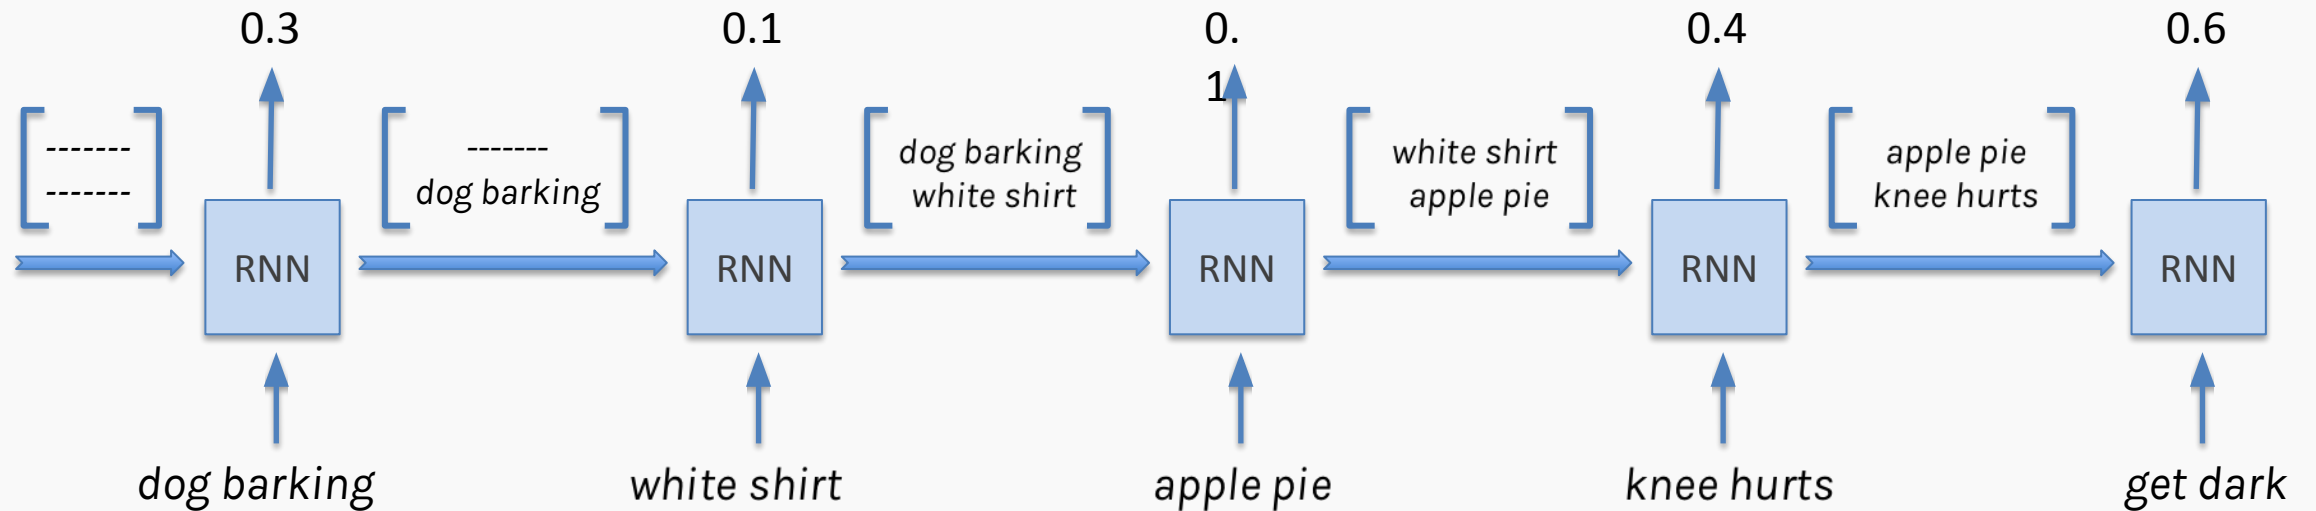 0.3
0.1
0.
1
0.4
0.6
-------
-------
-------
dog barking
dog barking
white shirt
white shirt
apple pie
apple pie
knee hurts
RNN
RNN
RNN
RNN
RNN
dog barking
white shirt
apple pie
knee hurts
get dark